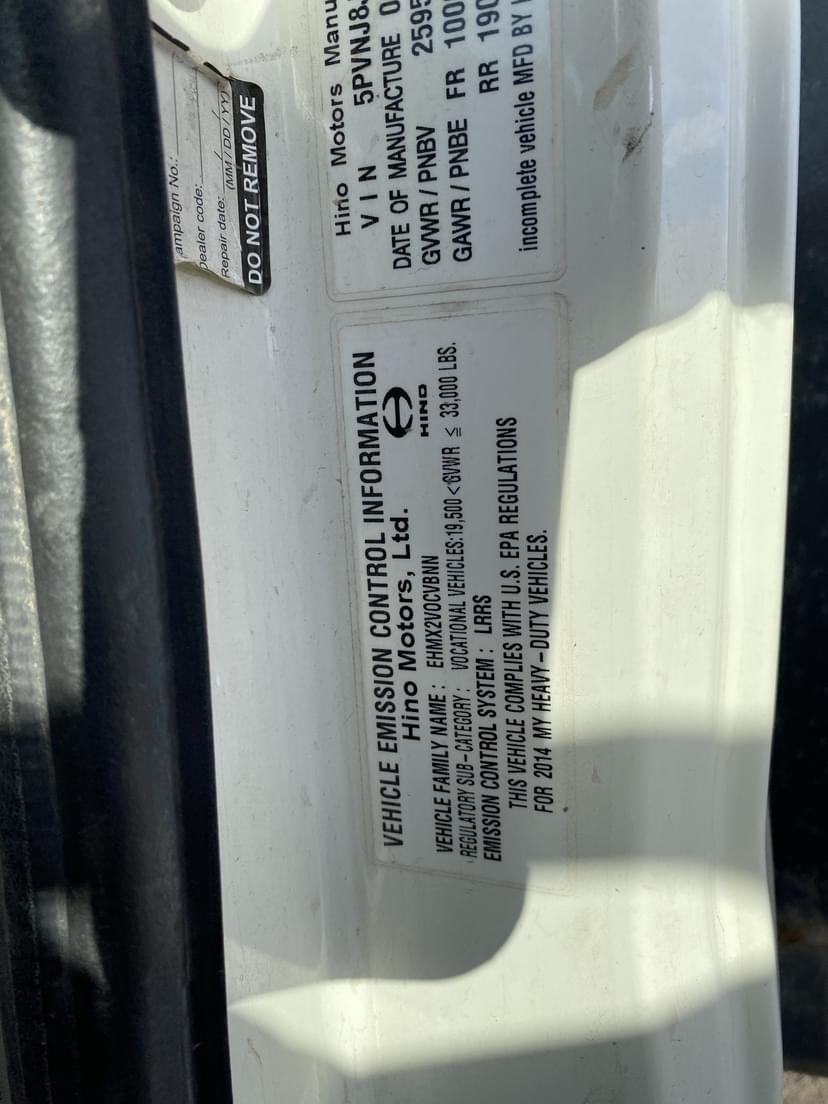 ampaign No.:
Dealer code:
Repair date:
(MM / DD / YY)
DO NOT REMOVE
Hino Motors Manu
VIN 5PVNJ8J
DATE OF MANUFACTURE 0
GVWR / PNBV 2595
GAWR / PNBE FR 100
RR 190
incomplete vehicle MFD BY
VEHICLE EMISSION CONTROL INFORMATION
Hino Motors, Ltd.
HINO
VEHICLE FAMILY NAME : EHMX2VOCVBNN
REGULATORY SUB-CATEGORY : VOCATIONAL VEHICLES:19,500 < GVWR ≦ 33,000 LBS.
EMISSION CONTROL SYSTEM : LRRS
THIS VEHICLE COMPLIES WITH U.S. EPA REGULATIONS
FOR 2014 MY HEAVY-DUTY VEHICLES.